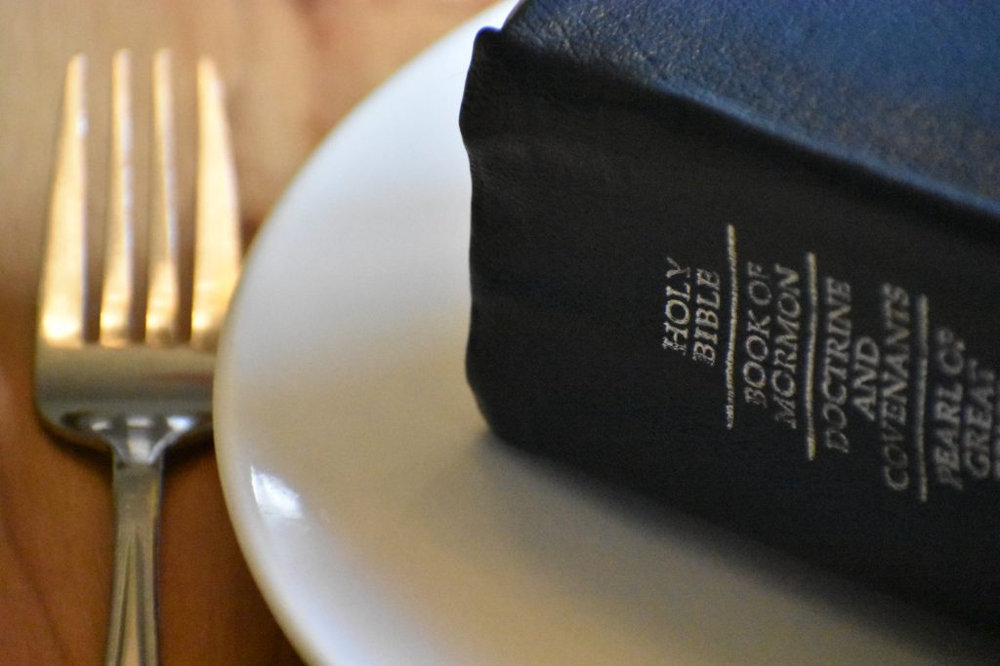 HOLY
BIBLE
BOOK OF
MORMON
DOCTRINE
AND
COVENANTS
PEARL OF
GREAT